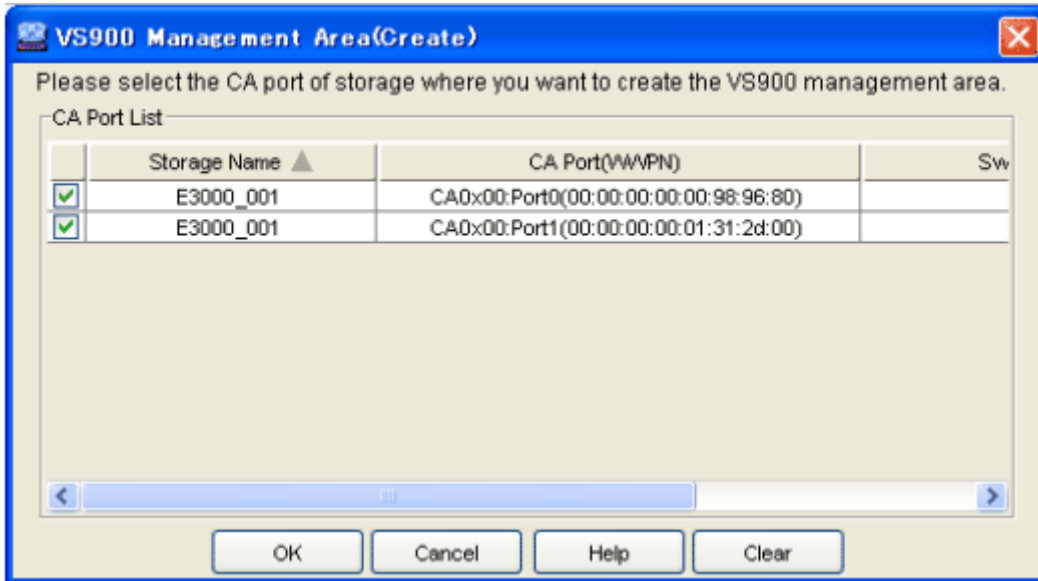 VS900 Management Area(Create)
Please select the CA port of storage where you want to create the VS900 management area.
CA Port List
Storage Name CA Port(WWPN) Sw
E3000_001 CA0x00:Port0(00:00:00:00:00:98:96:80)
E3000_001 CA0x00:Port1(00:00:00:00:01:31:2d:00)
OK Cancel Help Clear